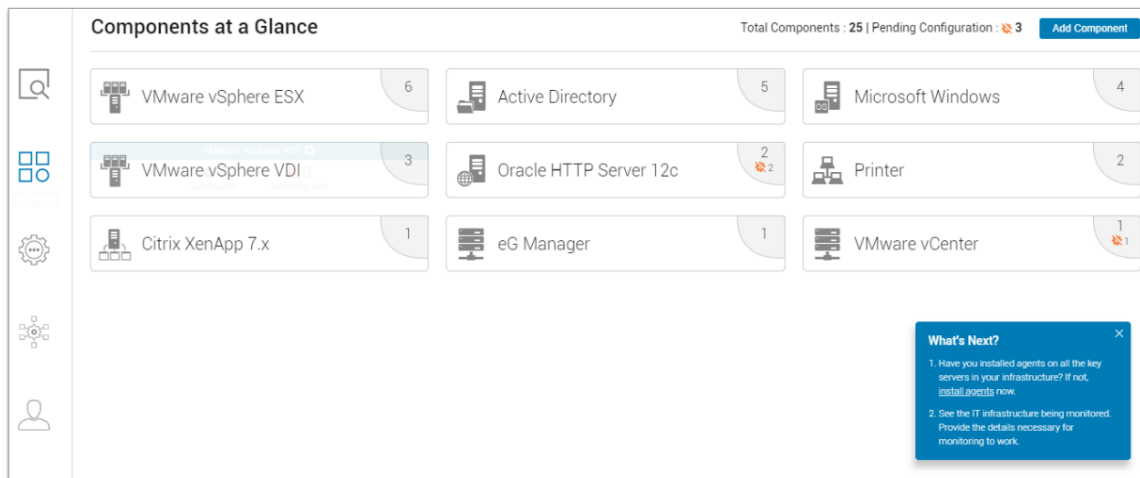 Components at a Glance
Total Components : 25 | Pending Configuration : 3
Add Component
VMware vSphere ESX 6
Active Directory 5
Microsoft Windows 4
OS
VMware vSphere VDI
VMware vSphere VDI 3
Oracle HTTP Server 12c 2
2
Printer 2
Citrix XenApp 7.x 1
eG Manager 1
VMware vCenter 1
1
What's Next?
1. Have you installed agents on all the key
servers in your infrastructure? If not,
install agents now.
2. See the IT infrastructure being monitored.
Provide the details necessary for
monitoring to work.